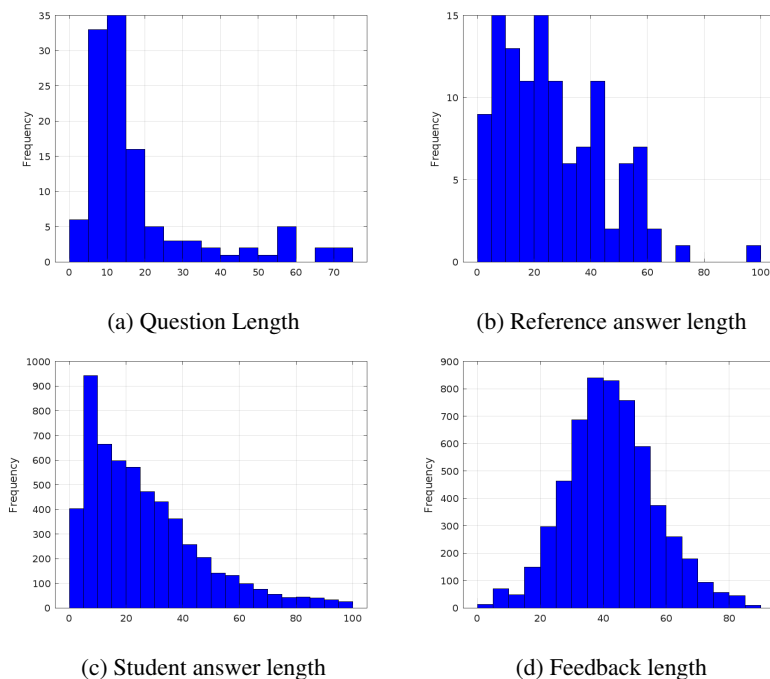 35
30
25
20
15
10
5
0
Frequency
0 10 20 30 40 50 60 70
(a) Question Length
15
10
5
0
Frequency
0 20 40 60 80 100
(b) Reference answer length
1000
900
800
700
600
500
400
300
200
100
0
Frequency
0 20 40 60 80 100
(c) Student answer length
900
800
700
600
500
400
300
200
100
0
Frequency
0 20 40 60 80
(d) Feedback length